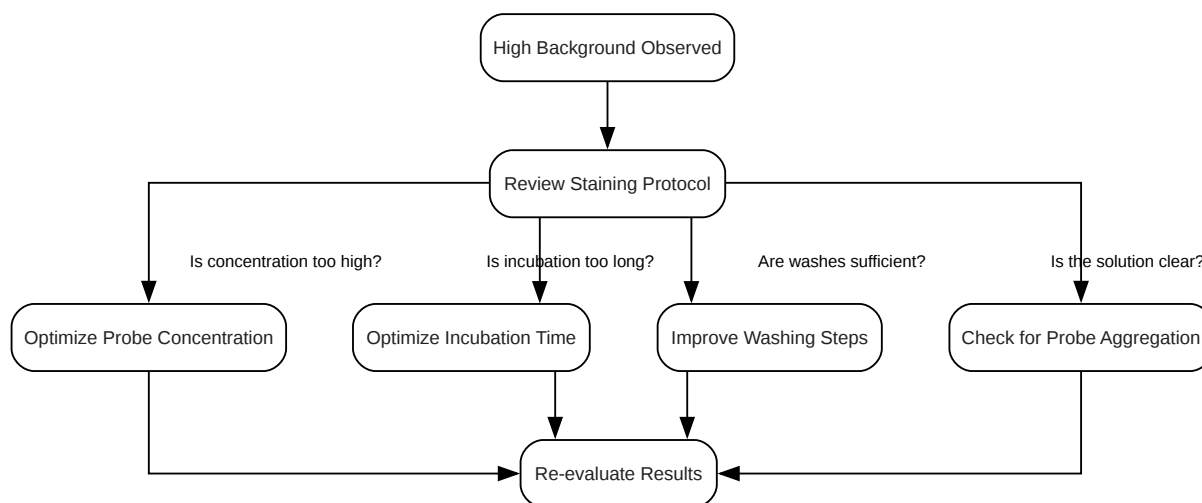 High Background Observed
Review Staining Protocol
Is concentration too high?
Is incubation too long?
Are washes sufficient?
Is the solution clear?
Optimize Probe Concentration
Optimize Incubation Time
Improve Washing Steps
Check for Probe Aggregation
Re-evaluate Results